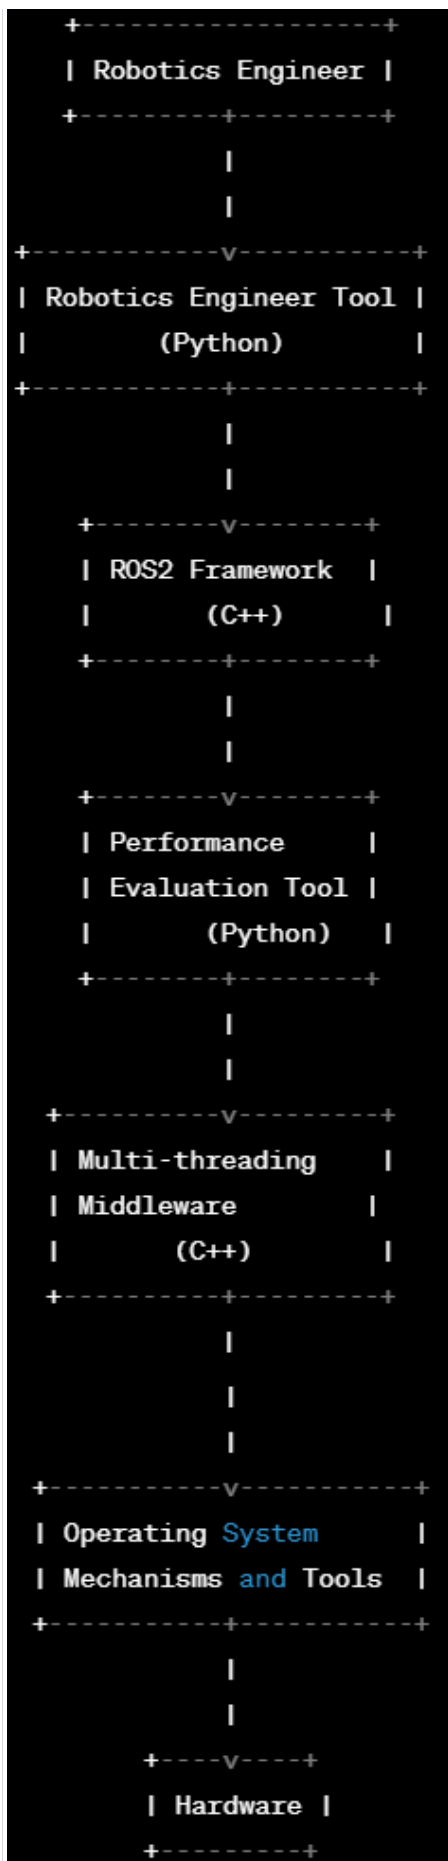 +--------------------+
| Robotics Engineer |
+---------+---------+
|
|
+------------v-----------+
| Robotics Engineer Tool |
| (Python) |
+------------+-----------+
|
|
+--------v--------+
| ROS2 Framework |
| (C++) |
+--------+--------+
|
|
+--------v--------+
| Performance |
| Evaluation Tool |
| (Python) |
+--------+--------+
|
|
+----------v---------+
| Multi-threading |
| Middleware |
| (C++) |
+----------+---------+
|
|
|
+-----------v-----------+
| Operating System |
| Mechanisms and Tools |
+-----------+-----------+
|
|
+----v----+
| Hardware |
+---------+